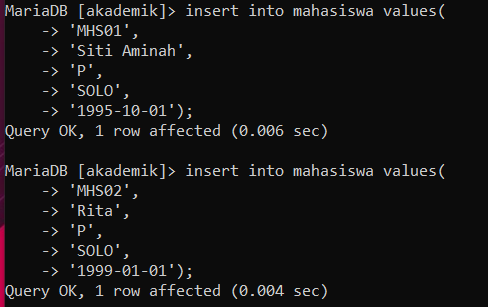 MariaDB [akademik]> insert into mahasiswa values(
    -> 'MHS01',
    -> 'Siti Aminah',
    -> 'P',
    -> 'SOLO',
    -> '1995-10-01');
Query OK, 1 row affected (0.006 sec)

MariaDB [akademik]> insert into mahasiswa values(
    -> 'MHS02',
    -> 'Rita',
    -> 'P',
    -> 'SOLO',
    -> '1999-01-01');
Query OK, 1 row affected (0.004 sec)